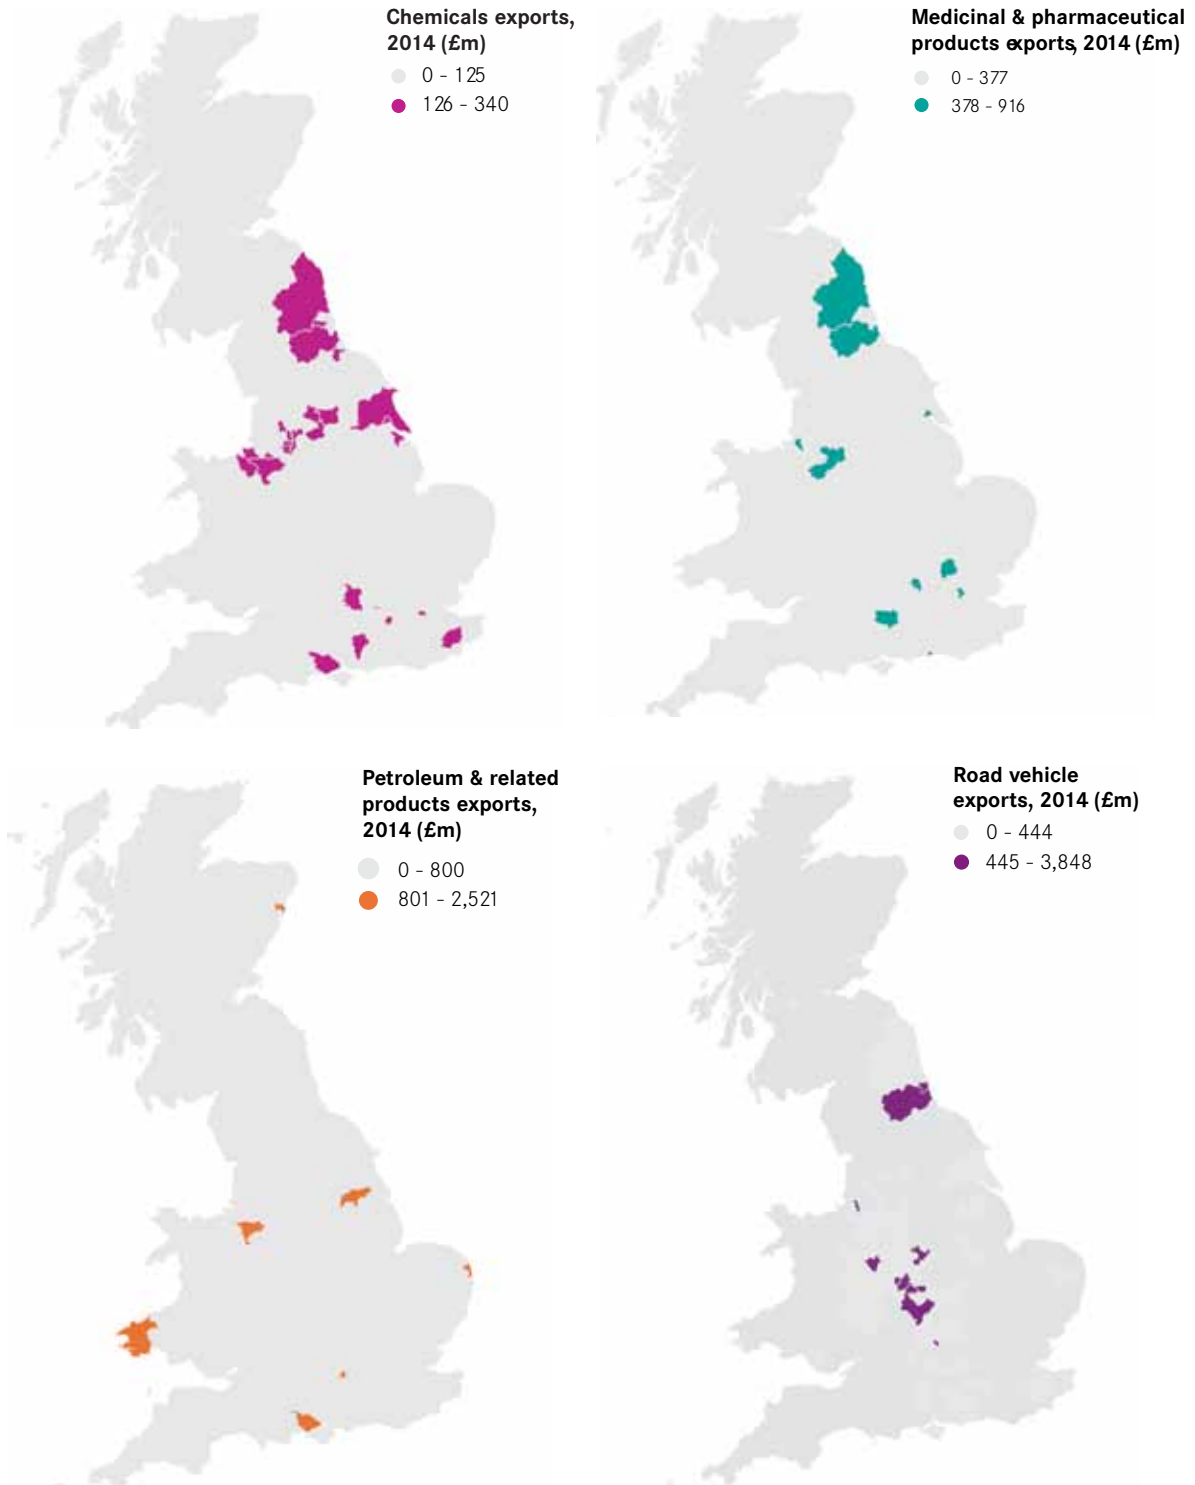 Chemicals exports,
2014 (£m)
0 - 125
126 - 340
Medicinal & pharmaceutical
products exports, 2014 (£m)
0 - 377
378 - 916
Petroleum & related
products exports,
2014 (£m)
0 - 800
801 - 2,521
Road vehicle
exports, 2014 (£m)
0 - 444
445 - 3,848